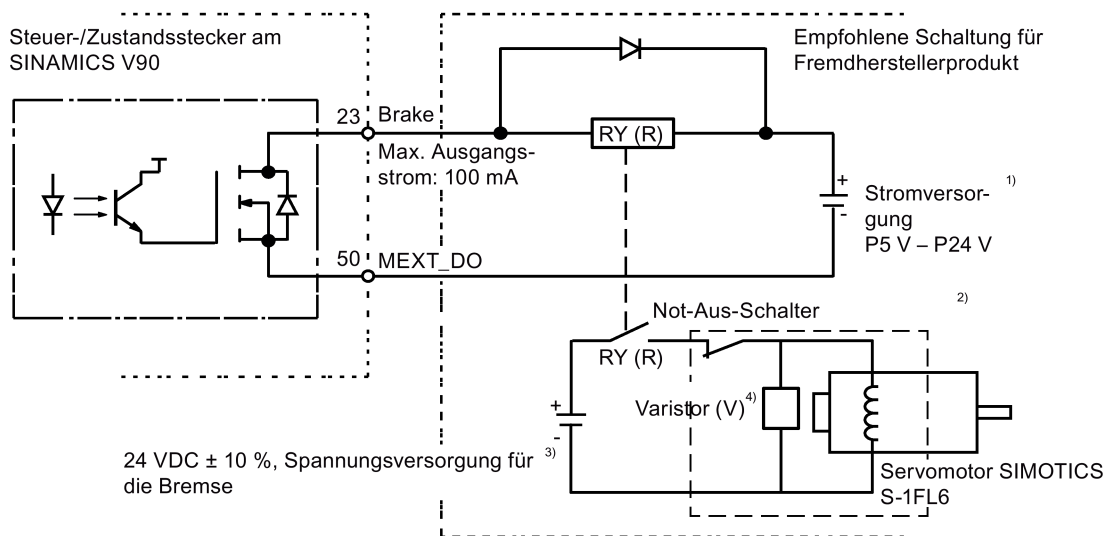 Steuer-/Zustandsstecker am
SINAMICS V90
Empfohlene Schaltung für
Fremdherstellerprodukt
23
Brake
RY (R)
Max. Ausgangs-
strom: 100 mA
+
-
Stromversor-
gung
P5 V – P24 V
1)
50
MEXT_DO
2)
Not-Aus-Schalter
RY (R)
+
-
Varistor (V)
4)
24 VDC ± 10 %, Spannungsversorgung für
die Bremse
3)
Servomotor SIMOTICS
S-1FL6